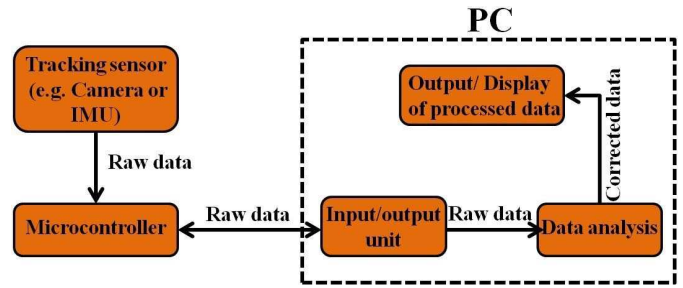 PC
Tracking sensor
(e.g. Camera or
IMU)
Output/ Display
of processed data
Raw data
Corrected data
Microcontroller
Raw data
Input/output
unit
Raw data
Data analysis